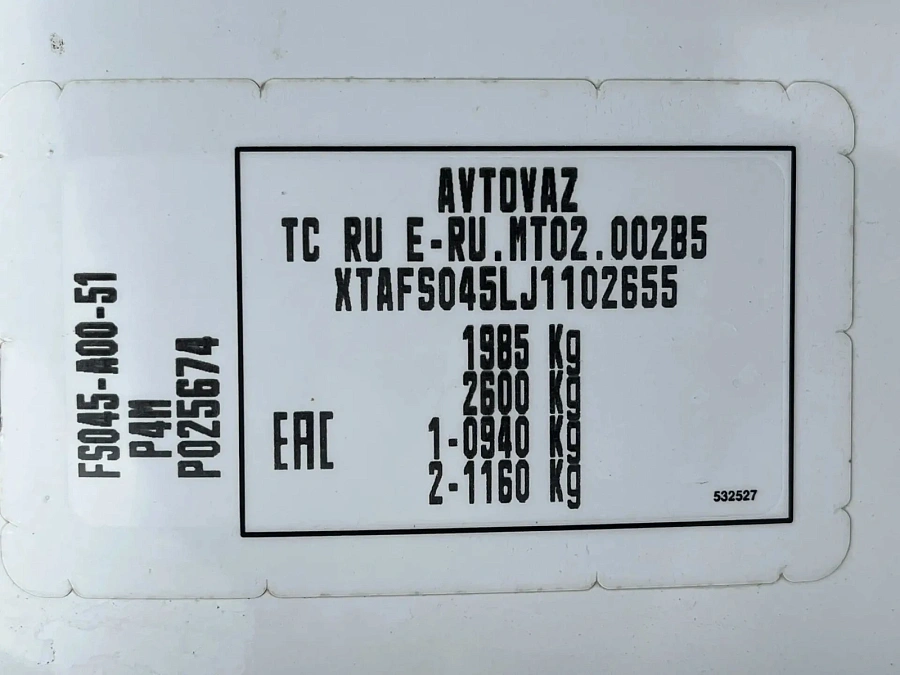 AVTOVAZ
TC RU E-RU.MT02.00285
XTAFS045LJ1102655
1985 Kg
2600 Kg
1-0940 Kg
2-1160 Kg
EAC
532527
FS045-A00-51
P4M
P025674